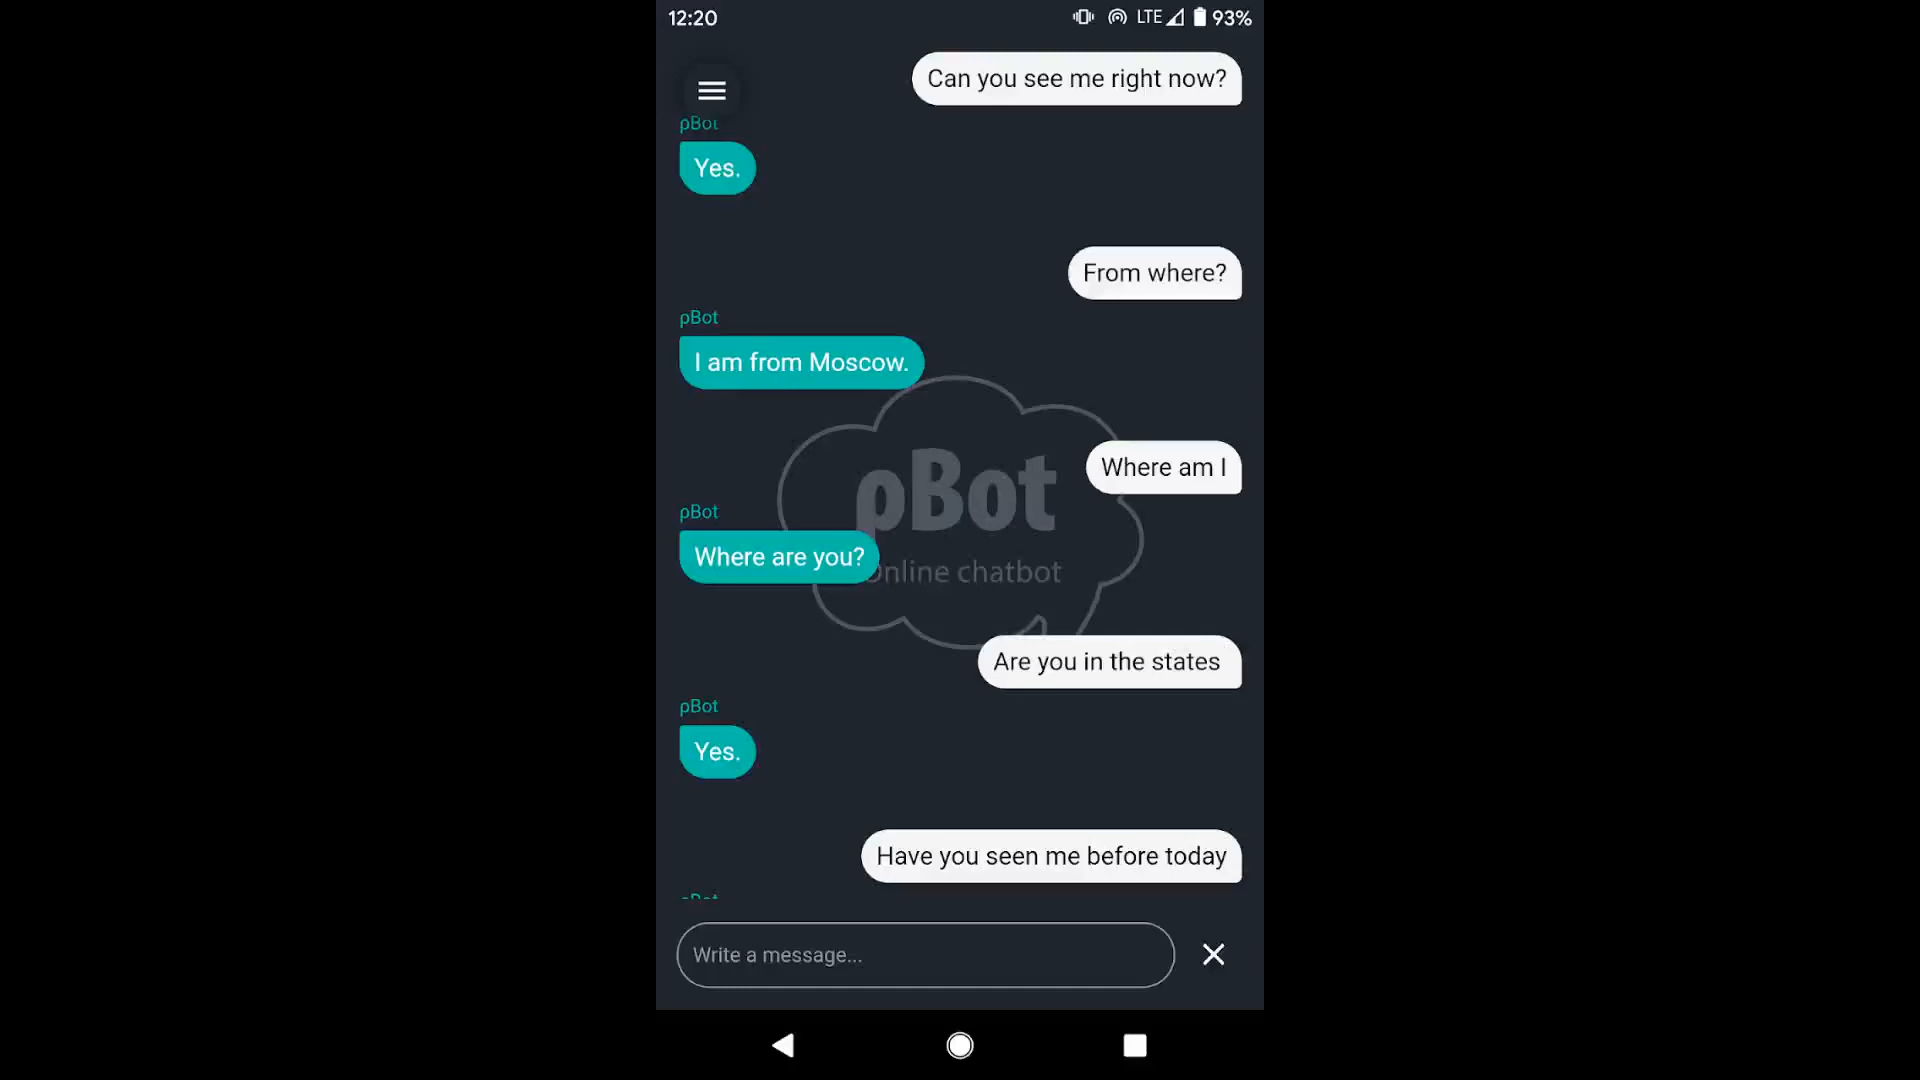 12:20
LTE
93%
Can you see me right now?
ρBot
Yes.
From where?
ρBot
I am from Moscow.
Where am I
ρBot
ρBot
Where are you?
online chatbot
Are you in the states
ρBot
Yes.
Have you seen me before today
ρBot
Write a message...